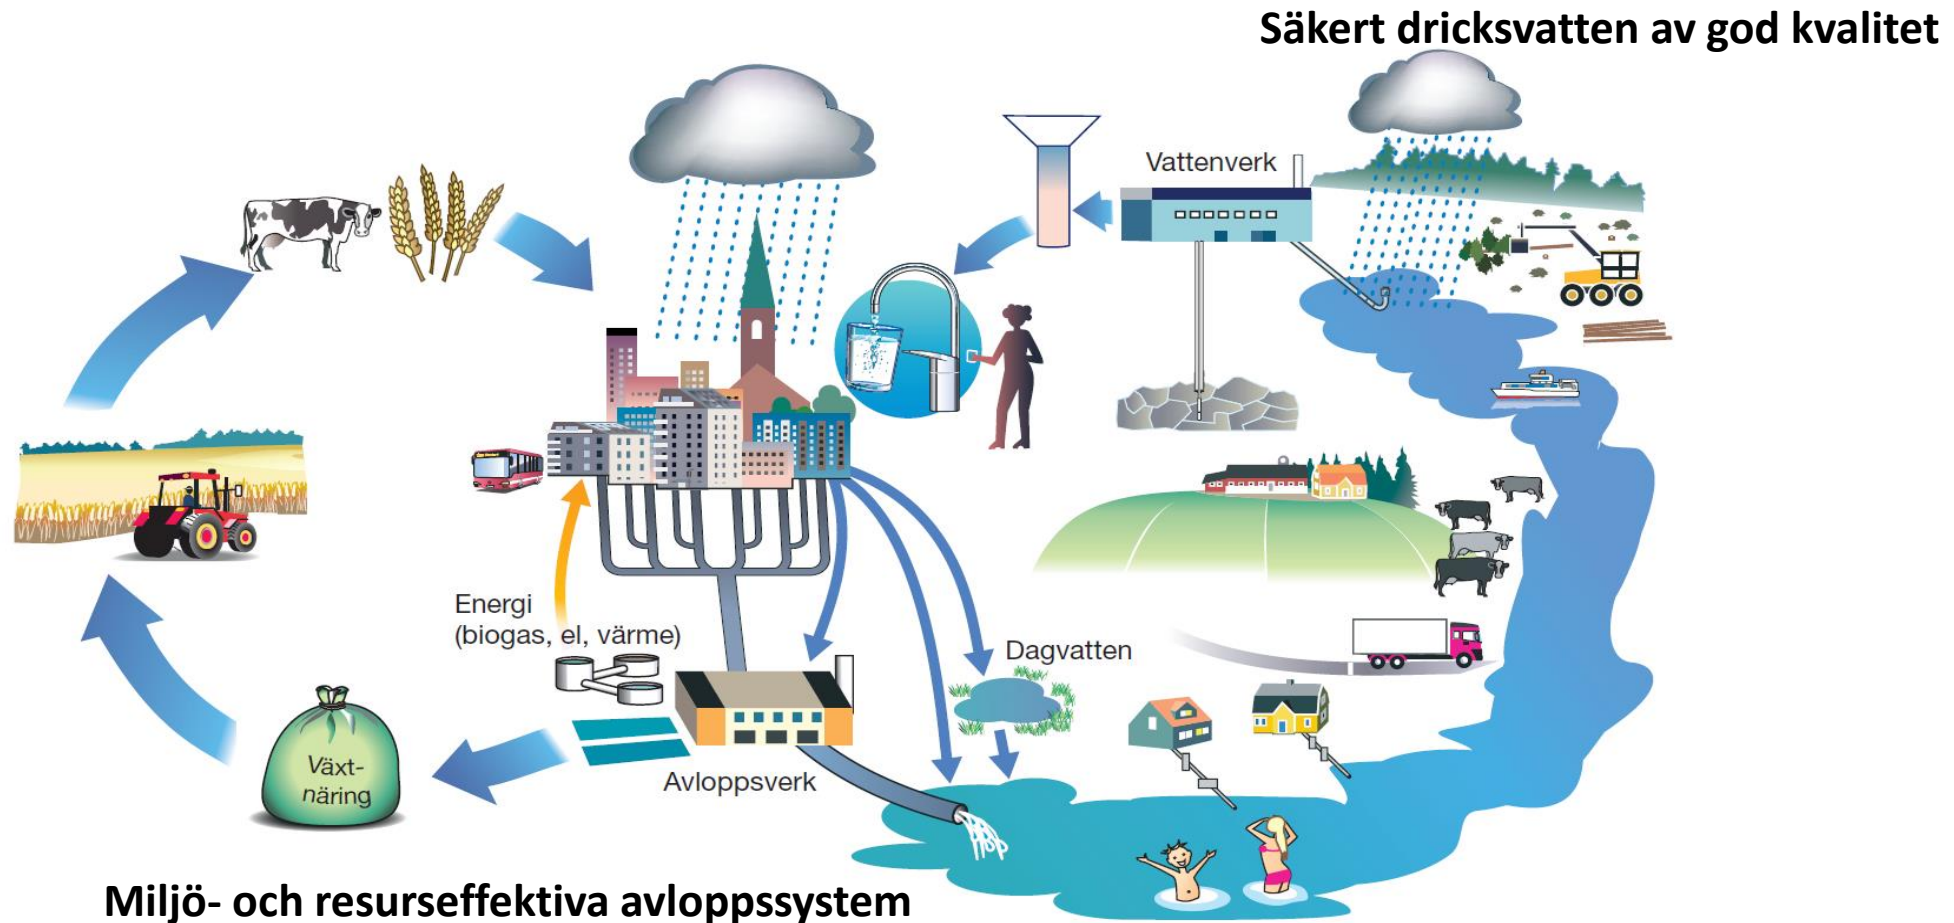 Säkert dricksvatten av god kvalitet
Vattenverk
Energi
(biogas, el, värme)
Dagvatten
Växt-
näring
Avloppsverk
Miljö- och resurseffektiva avloppssystem